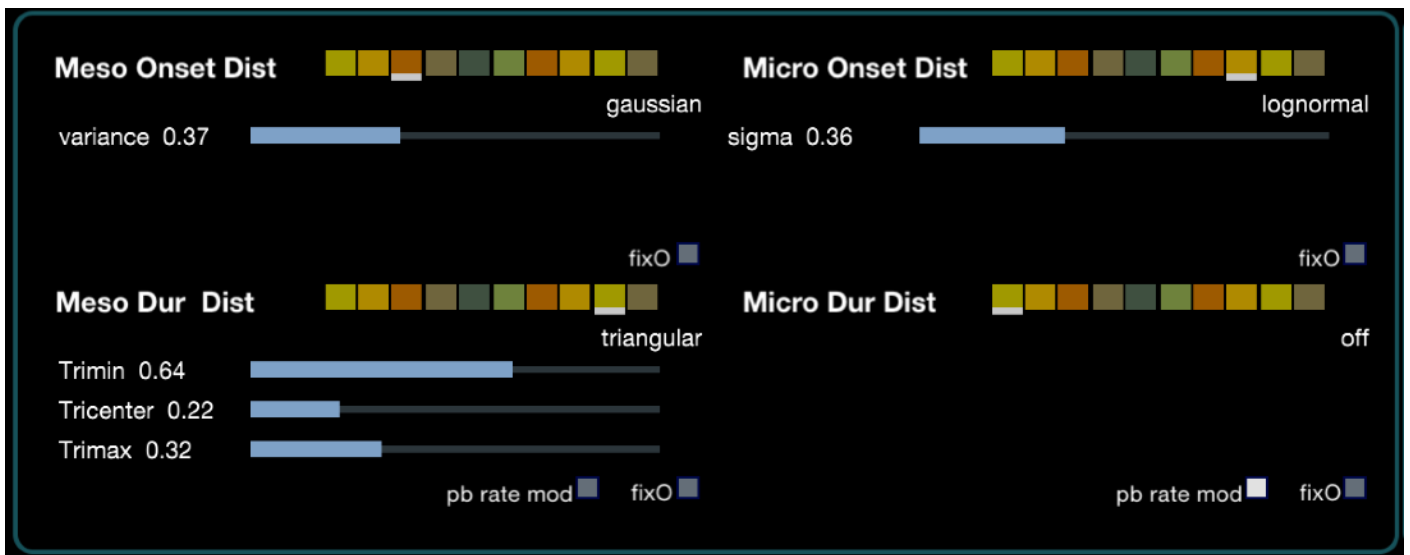 Meso Onset Dist
gaussian
variance 0.37
fixO
Micro Onset Dist
lognormal
sigma 0.36
fixO
Meso Dur Dist
triangular
Trimin 0.64
Tricenter 0.22
Trimax 0.32
pb rate mod fixO
Micro Dur Dist
off
pb rate mod fixO